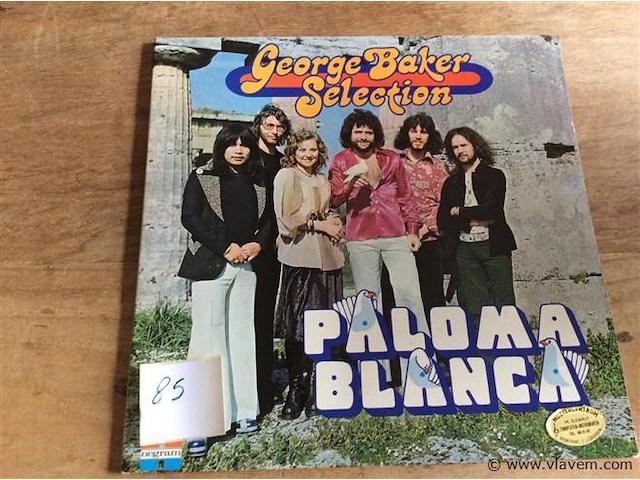 George Baker
Selection
PALOMA
BLANCA
85
negram
© www.vlavem.com